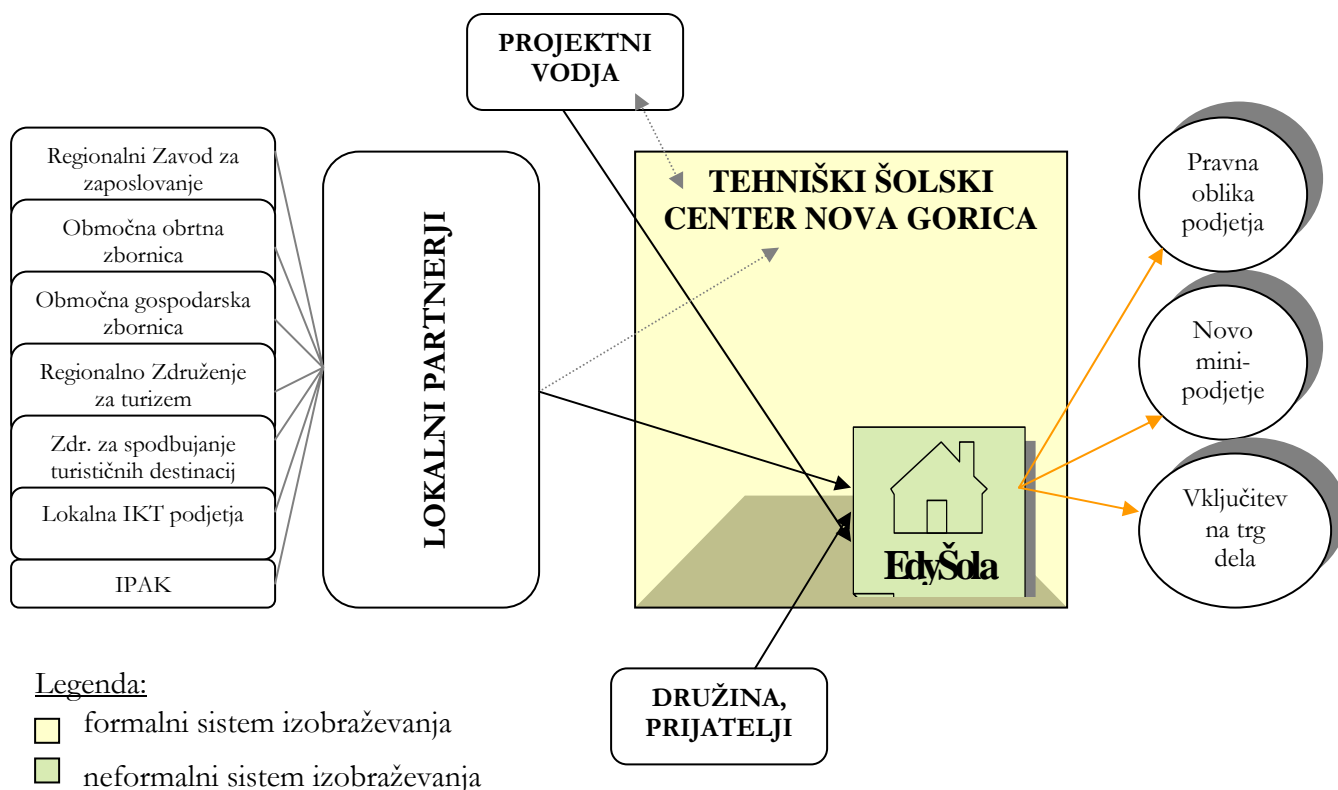 PROJEKTNI
VODJA
Regionalni Zavod za
zaposlovanje
Območna obrtna
zbornica
Območna gospodarska
zbornica
Regionalno Združenje
za turizem
Zdr. za spodbujanje
turističnih destinacij
Lokalna IKT podjetja
IPAK
LOKALNI PARTNERJI
TEHNIŠKI ŠOLSKI
CENTER NOVA GORICA
EdyŠola
Pravna
oblika
podjetja
Novo
mini-
podjetje
Vključitev
na trg
dela
DRUŽINA,
PRIJATELJI
Legenda:
formalni sistem izobraževanja
neformalni sistem izobraževanja